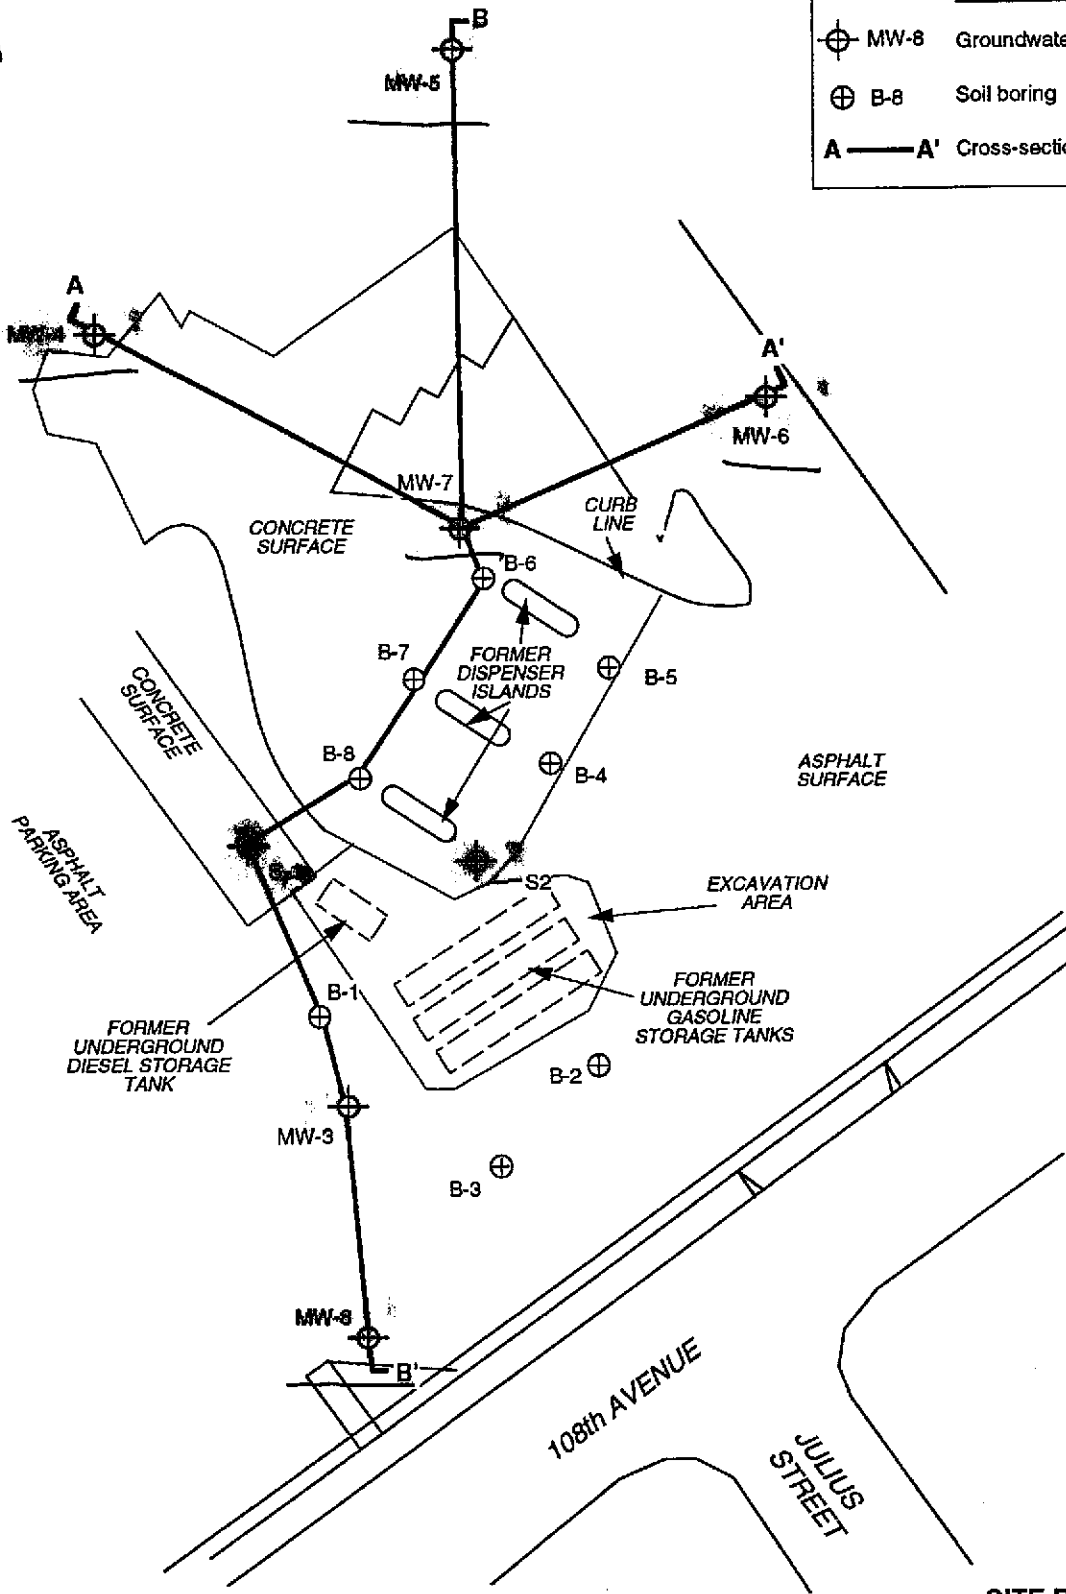 B
MW-8 Groundwate
MW-5
B-8 Soil boring
A A' Cross-sectio
A
MW-4
A'
MW-6
MW-7
CURB
LINE
CONCRETE
SURFACE
B-6
B-7
FORMER
DISPENSER
ISLANDS
B-5
CONCRETE
SURFACE
B-8
B-4
ASPHALT
SURFACE
ASPHALT
PARKING AREA
S2
EXCAVATION
AREA
B-1
FORMER
UNDERGROUND
GASOLINE
STORAGE TANKS
FORMER
UNDERGROUND
DIESEL STORAGE
TANK
B-2
MW-3
B-3
MW-8
B'
108th AVENUE
JULIUS
STREET